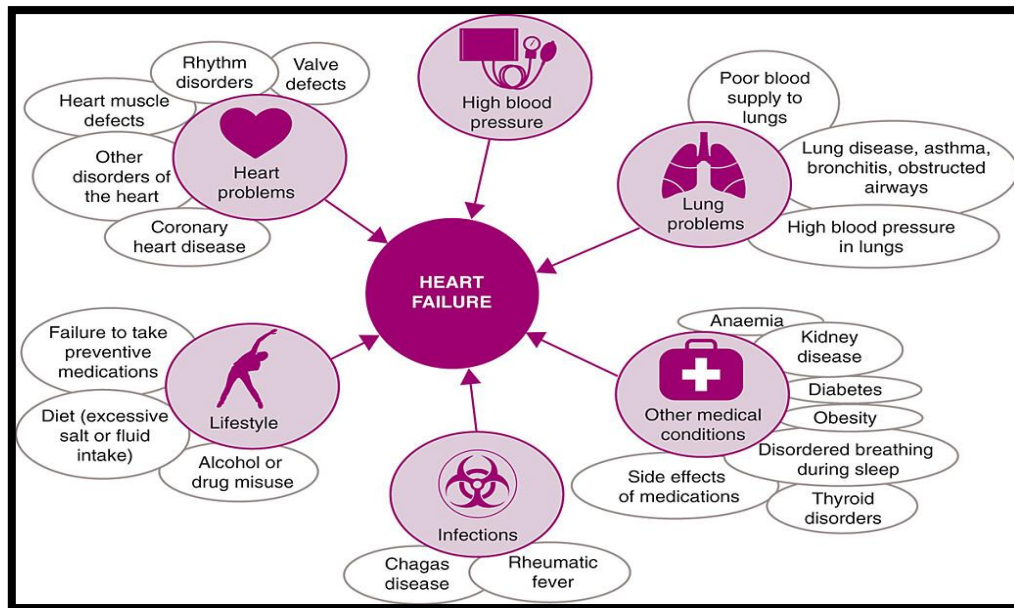 Rhythm
disorders
Valve
defects
Heart muscle
defects
Other
disorders of
the heart
Coronary
heart disease
Heart
problems
High blood
pressure
Poor blood
supply to
lungs
Lung disease, asthma,
bronchitis, obstructed
airways
High blood pressure
in lungs
Lung
problems
HEART
FAILURE
Failure to take
preventive
medications
Diet (excessive
salt or fluid
intake)
Alcohol or
drug misuse
Lifestyle
Infections
Chagas
disease
Rheumatic
fever
Anaemia
Kidney
disease
Diabetes
Obesity
Disordered breathing
during sleep
Thyroid
disorders
Side effects
of medications
Other medical
conditions